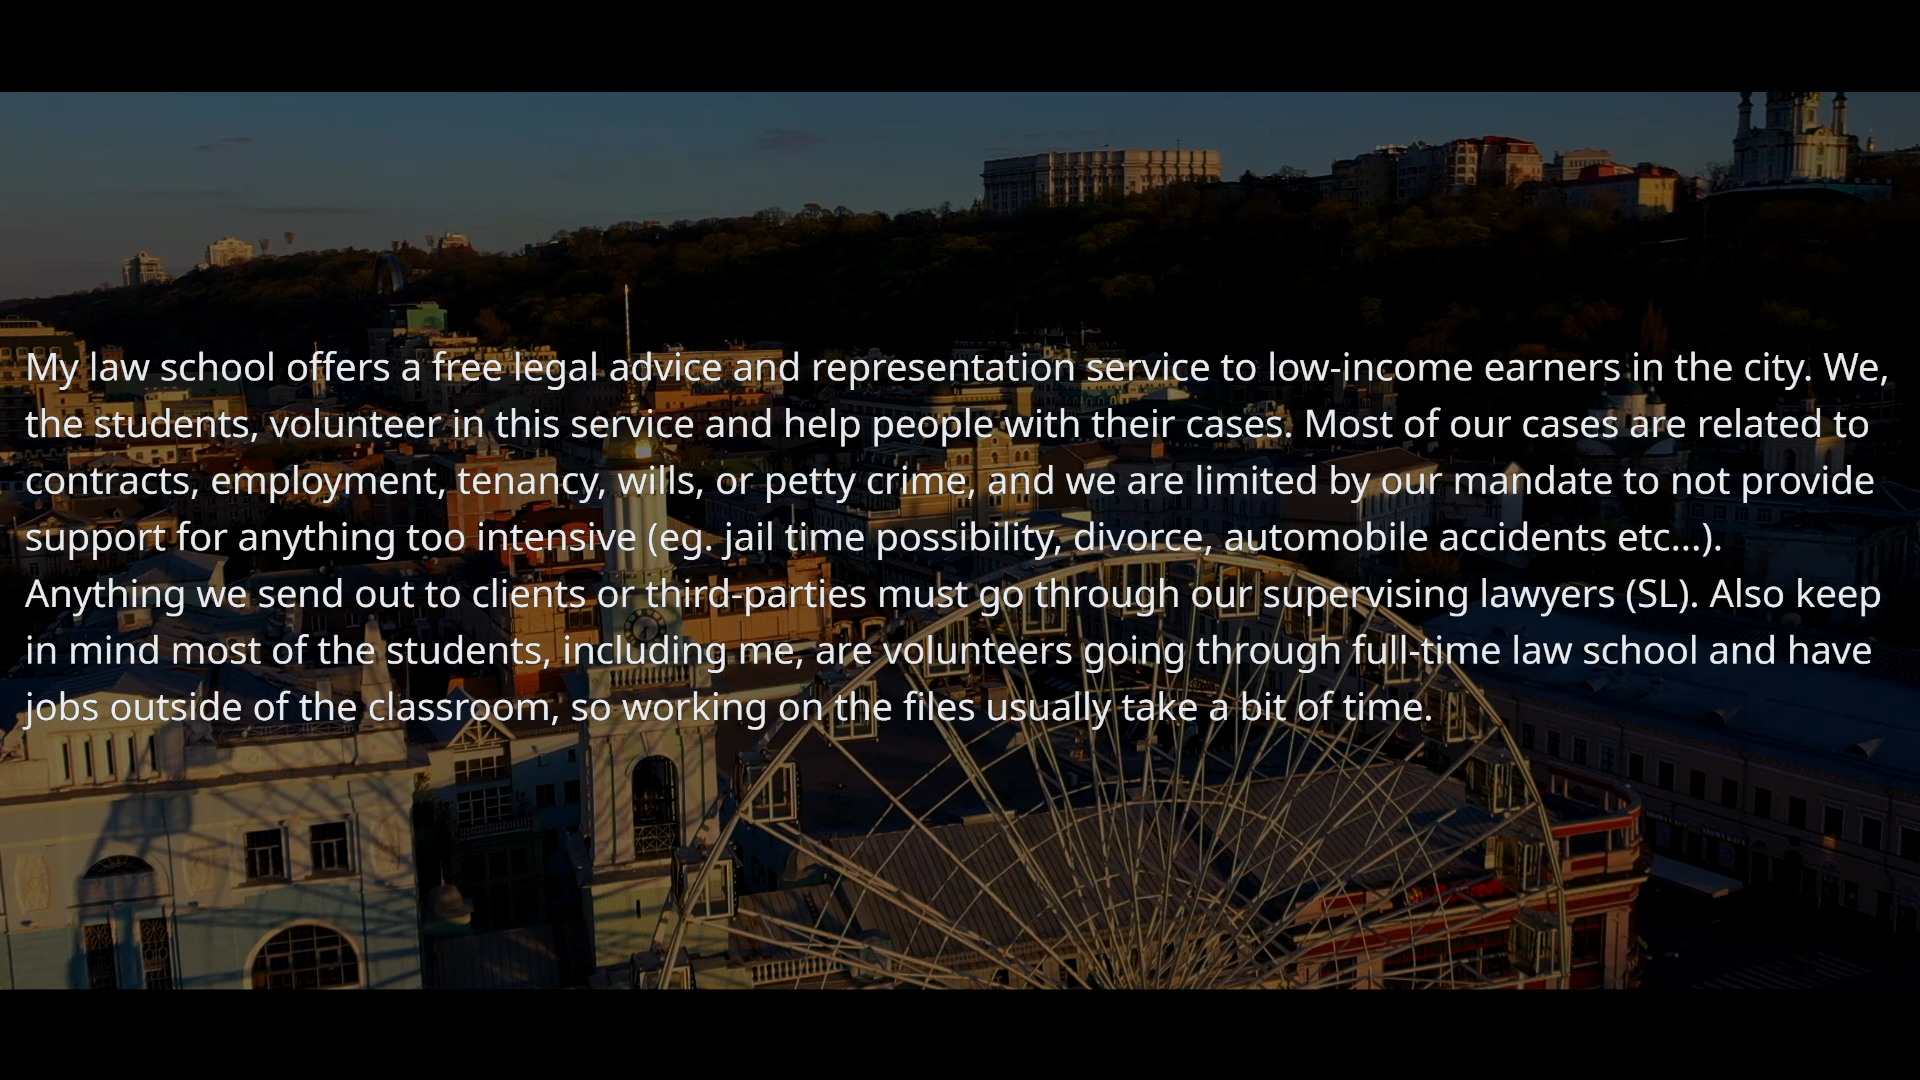 My law school offers a free legal advice and representation service to low-income earners in the city. We,
the students, volunteer in this service and help people with their cases. Most of our cases are related to
contracts, employment, tenancy, wills, or petty crime, and we are limited by our mandate to not provide
support for anything too intensive (eg. jail time possibility, divorce, automobile accidents etc...).
Anything we send out to clients or third-parties must go through our supervising lawyers (SL). Also keep
in mind most of the students, including me, are volunteers going through full-time law school and have
jobs outside of the classroom, so working on the files usually take a bit of time.